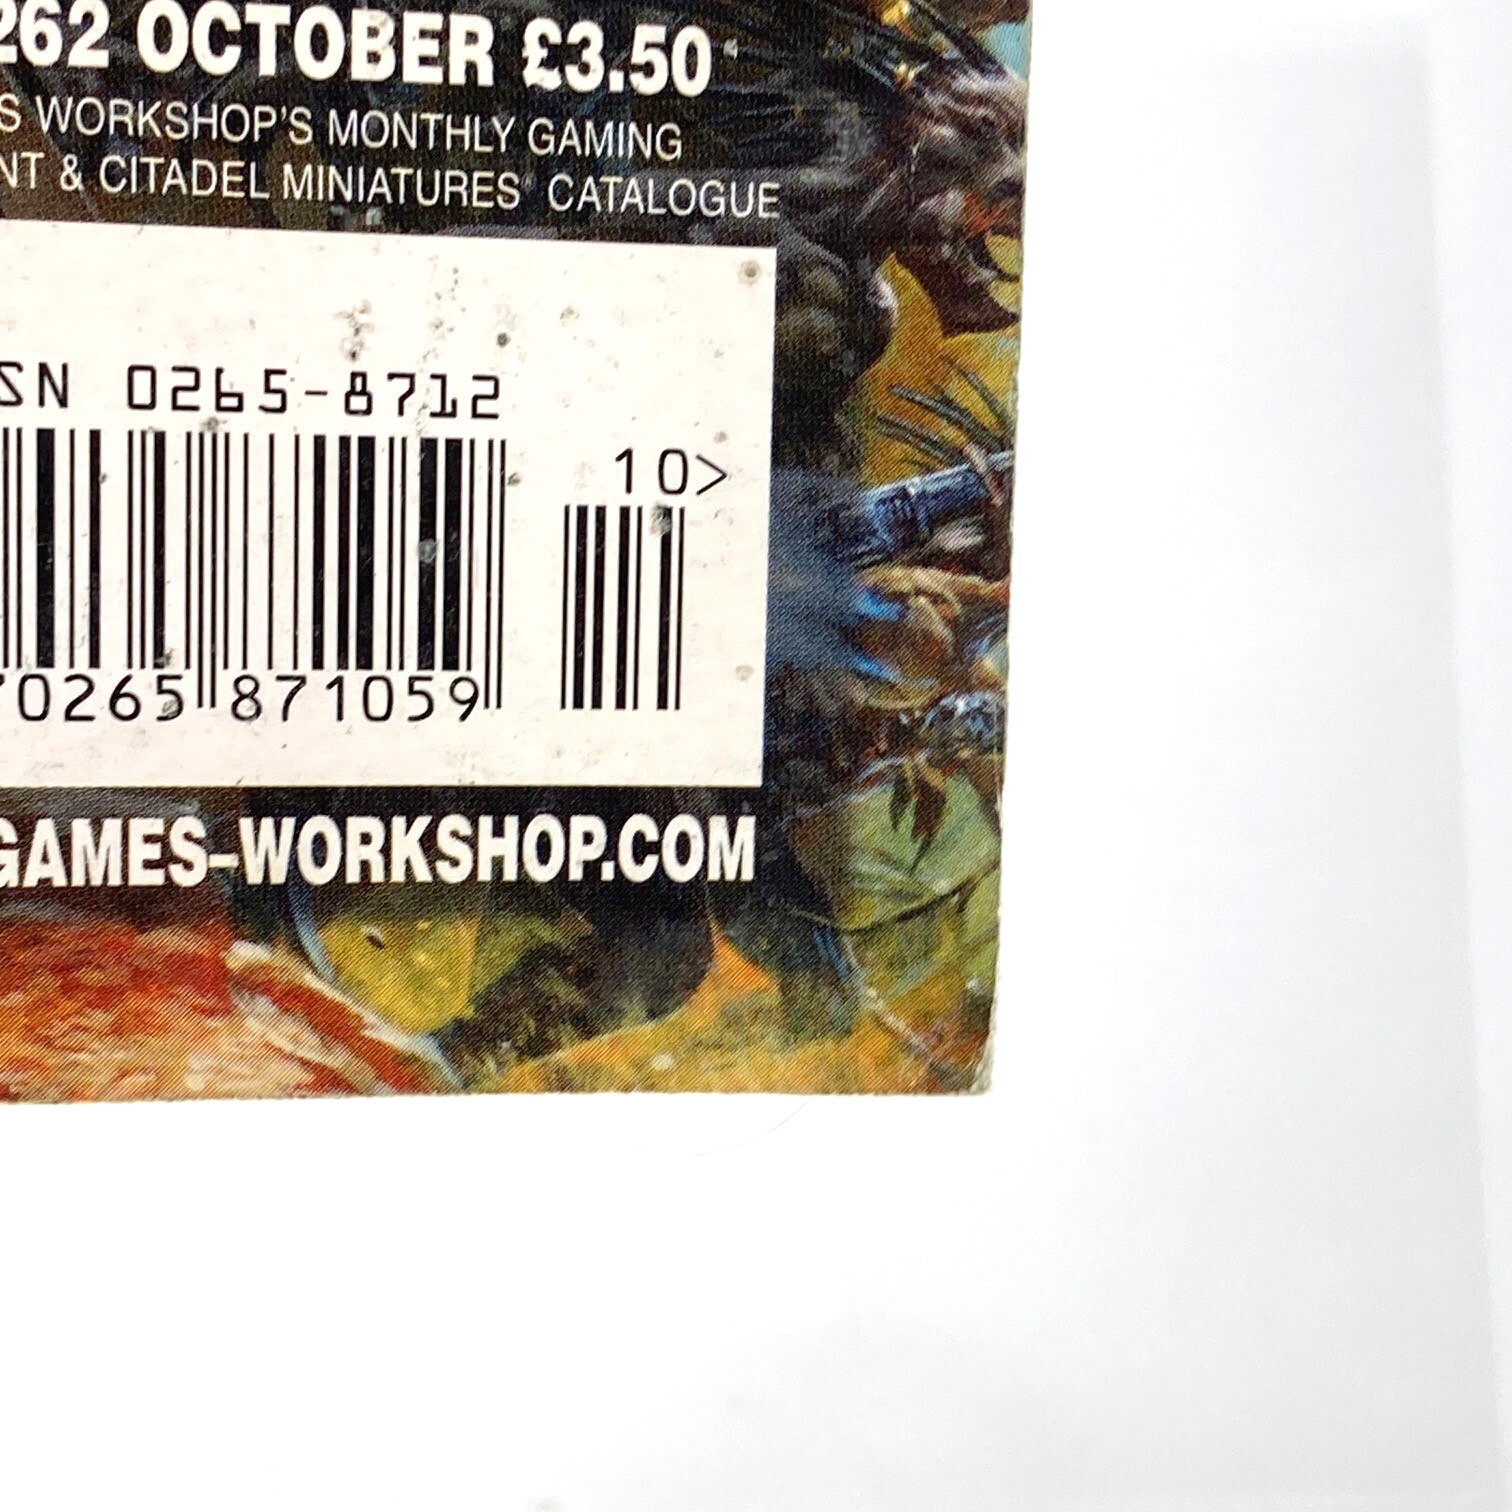 262 OCTOBER £3.50
S WORKSHOP'S MONTHLY GAMING
NT & CITADEL MINIATURES® CATALOGUE
SN 0265-8712
10>
70265 871059
GAMES-WORKSHOP.COM